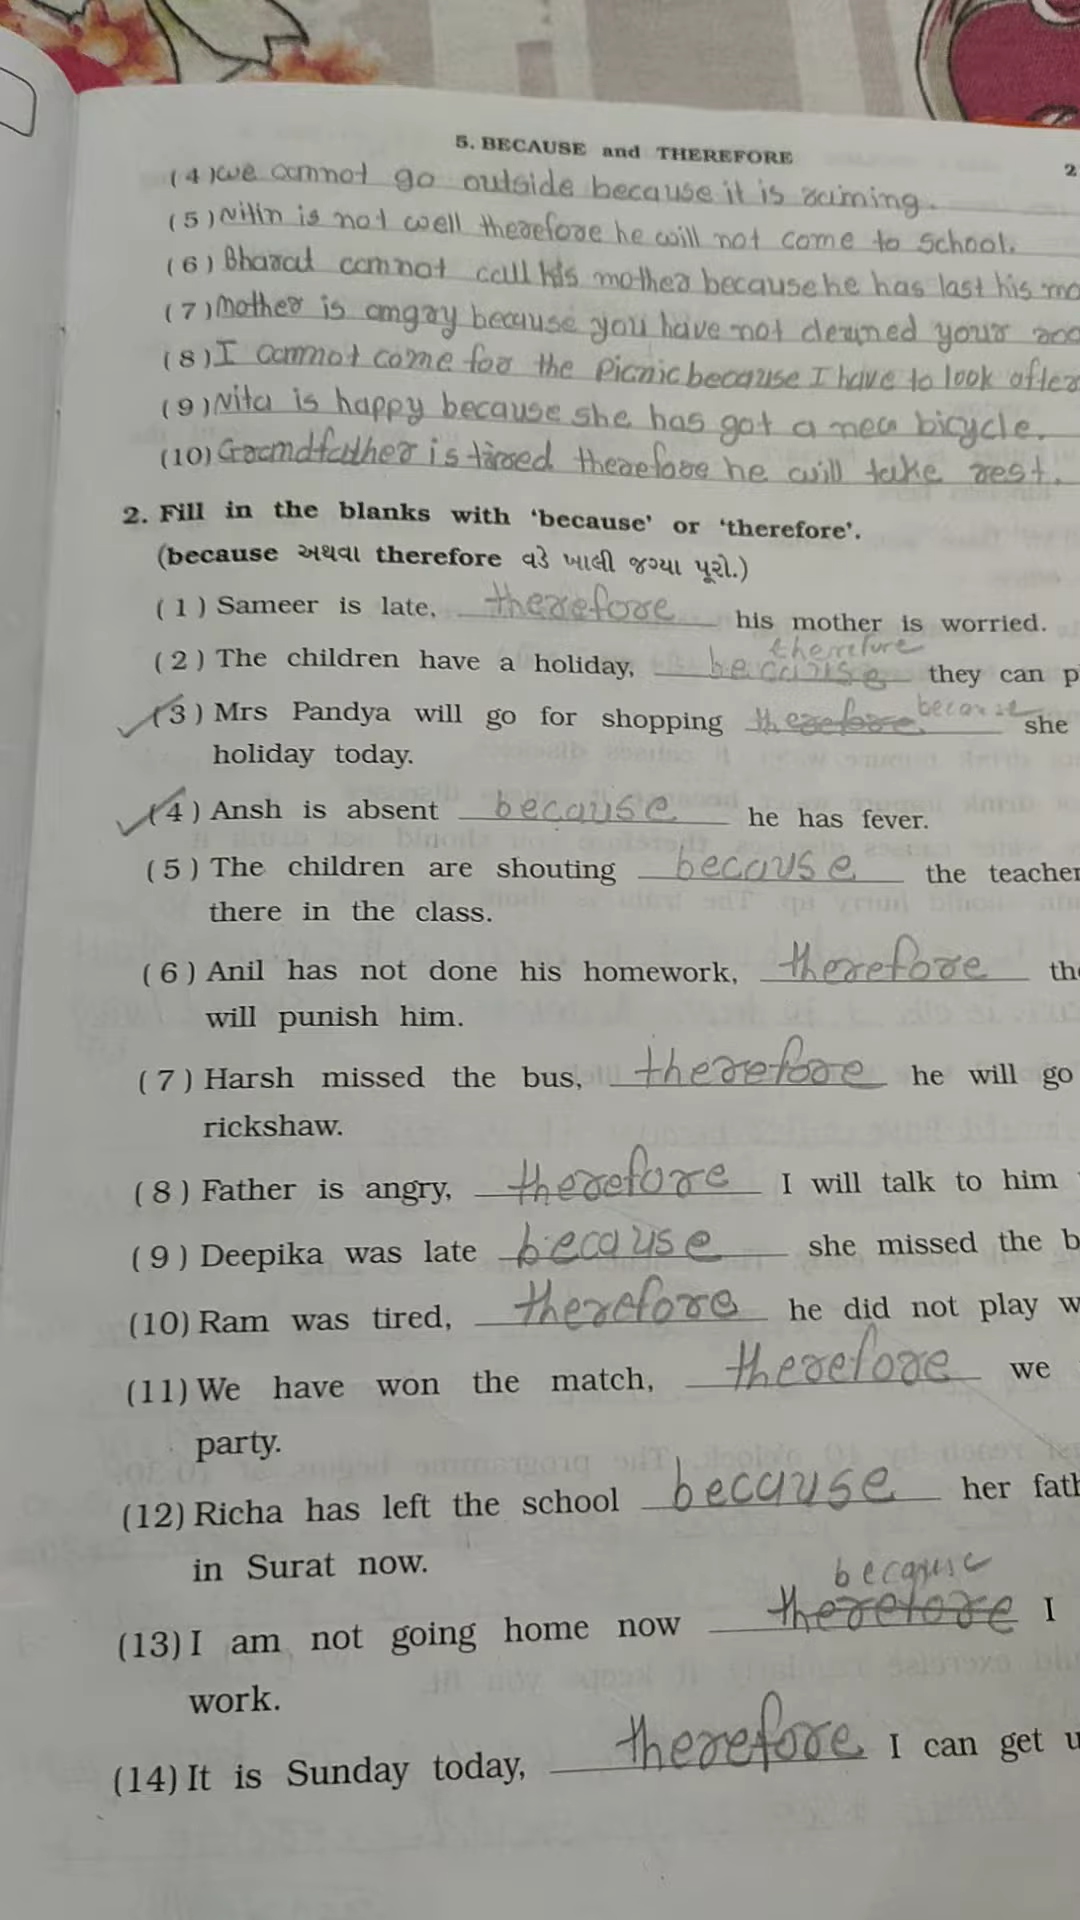 5. BECAUSE and THEREFORE
2
(4) we cannot go outside because it is raining.
(5) Nitin is not well therefore he will not come to school.
(6) Bharat cannot call his mother because he has last his mo
(7) Mother is angry because you have not cleaned your roo
(8) I cannot come for the Picnic because I have to look after
(9) Nita is happy because she has got a new bicycle.
(10) Grandfather is tired therefore he will take rest.
2. Fill in the blanks with 'because' or 'therefore'.
(because અથવા therefore વડે ખાલી જગ્યા પૂરો.)
(1) Sameer is late, therefore his mother is worried.
therefore
(2) The children have a holiday, because they can p
because
(3) Mrs Pandya will go for shopping therefore she
holiday today.
(4) Ansh is absent because he has fever.
(5) The children are shouting because the teacher
there in the class.
(6) Anil has not done his homework, therefore the
will punish him.
(7) Harsh missed the bus, therefore he will go
rickshaw.
(8) Father is angry, therefore I will talk to him
(9) Deepika was late because she missed the b
(10) Ram was tired, therefore he did not play w
(11) We have won the match, therefore we
party.
(12) Richa has left the school because her fath
in Surat now.
because
(13) I am not going home now therefore I
work.
(14) It is Sunday today, therefore I can get u